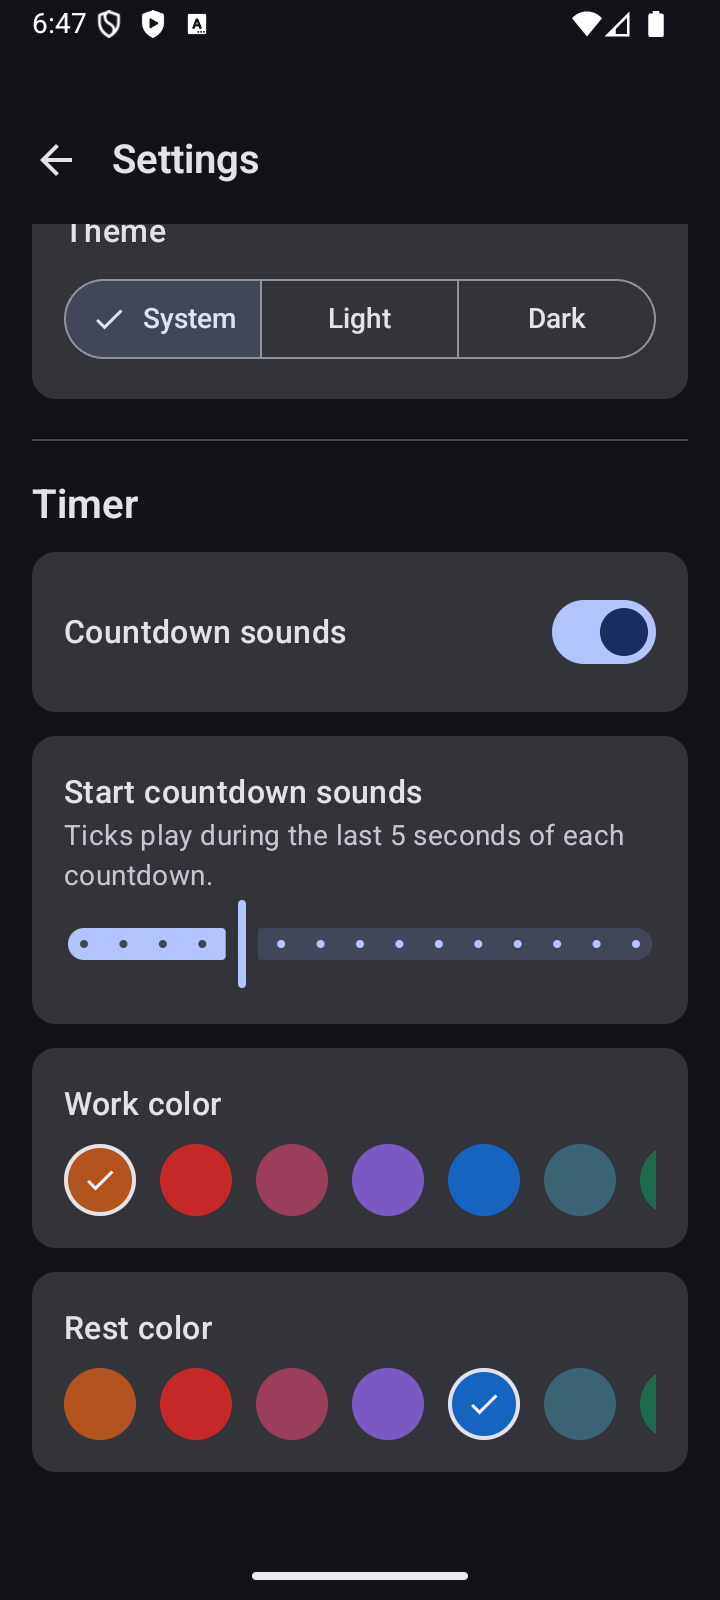 6:47
Settings
Theme
System
Light
Dark
Timer
Countdown sounds
Start countdown sounds
Ticks play during the last 5 seconds of each
countdown.
Work color
Rest color